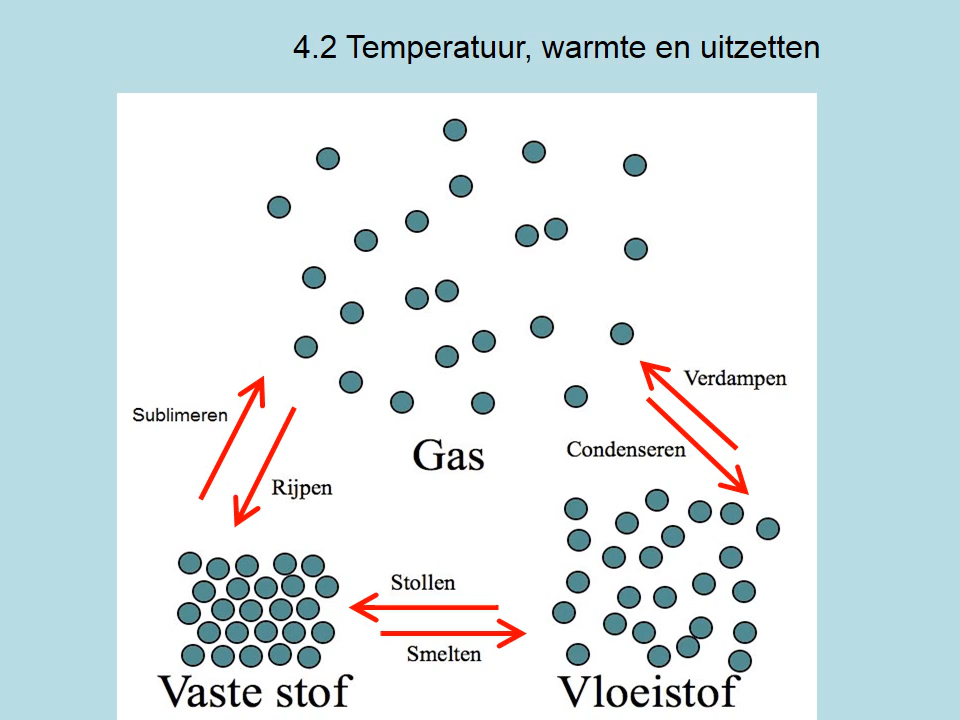 4.2 Temperatuur, warmte en uitzetten
Verdampen
Sublimeren
Gas
Condenseren
Rijpen
Stollen
Smelten
Vaste stof
Vloeistof